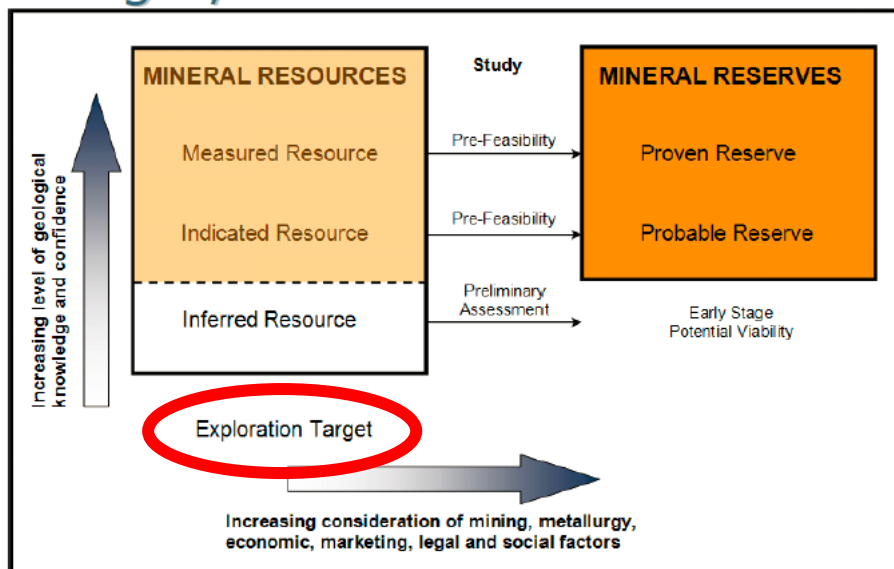 MINERAL RESOURCES
Measured Resource
Indicated Resource
Inferred Resource
Exploration Target
Study
Pre-Feasibility
Pre-Feasibility
Preliminary
Assessment
MINERAL RESERVES
Proven Reserve
Probable Reserve
Early Stage
Potential Viability
Increasing level of geological
knowledge and confidence
Increasing consideration of mining, metallurgy,
economic, marketing, legal and social factors